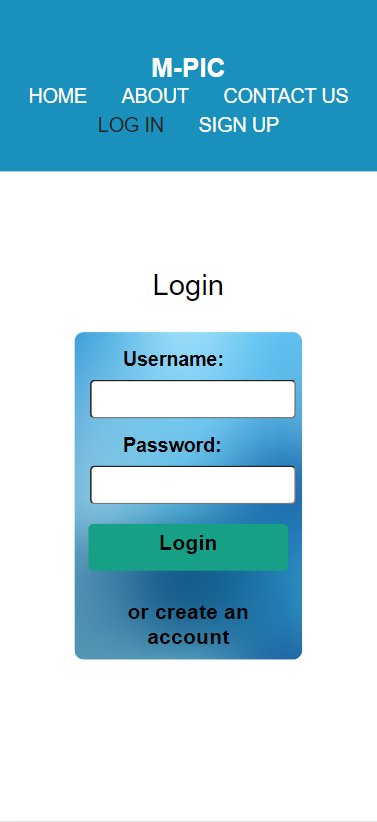 M-PIC
HOME ABOUT CONTACT US
LOG IN SIGN UP
Login
Username:
Password:
Login
or create an
account